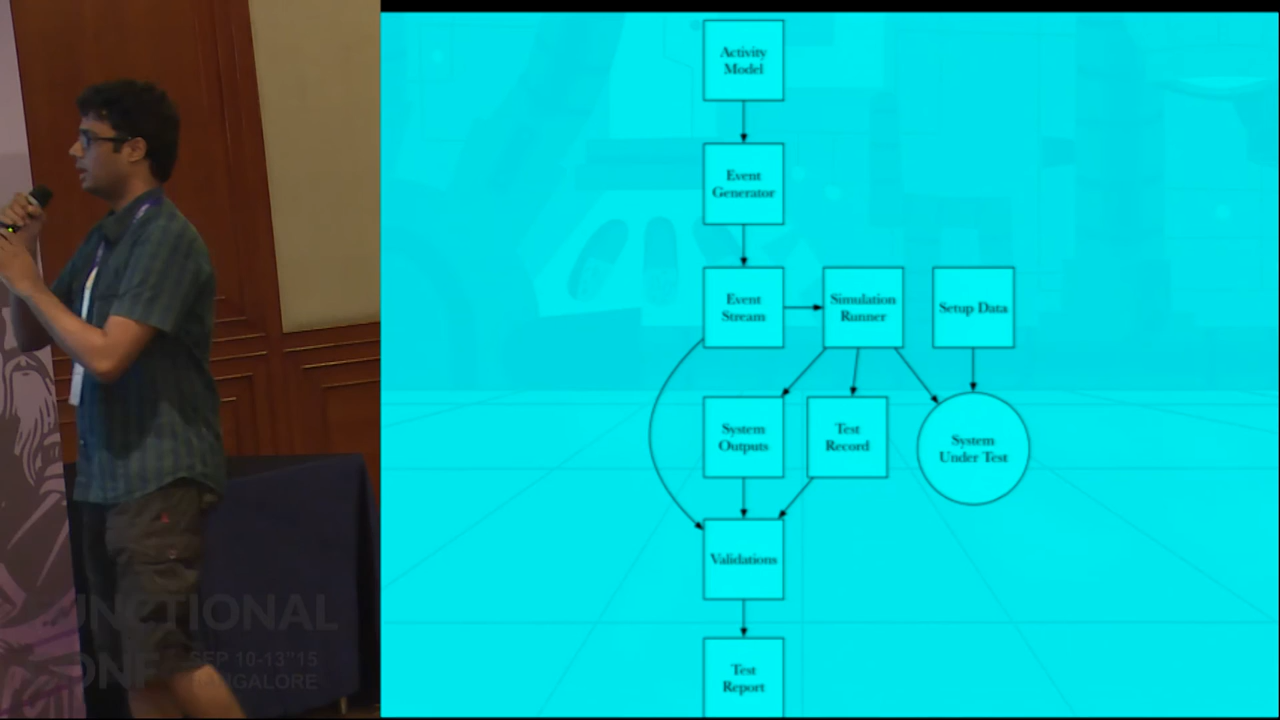 Activity
Model
Event
Generator
Event
Stream
Simulation
Runner
Setup Data
System
Outputs
Test
Record
System
Under Test
Validations
Test
Report
UNCTIONAL
ONF
SEP 10-13"15
BANGALORE